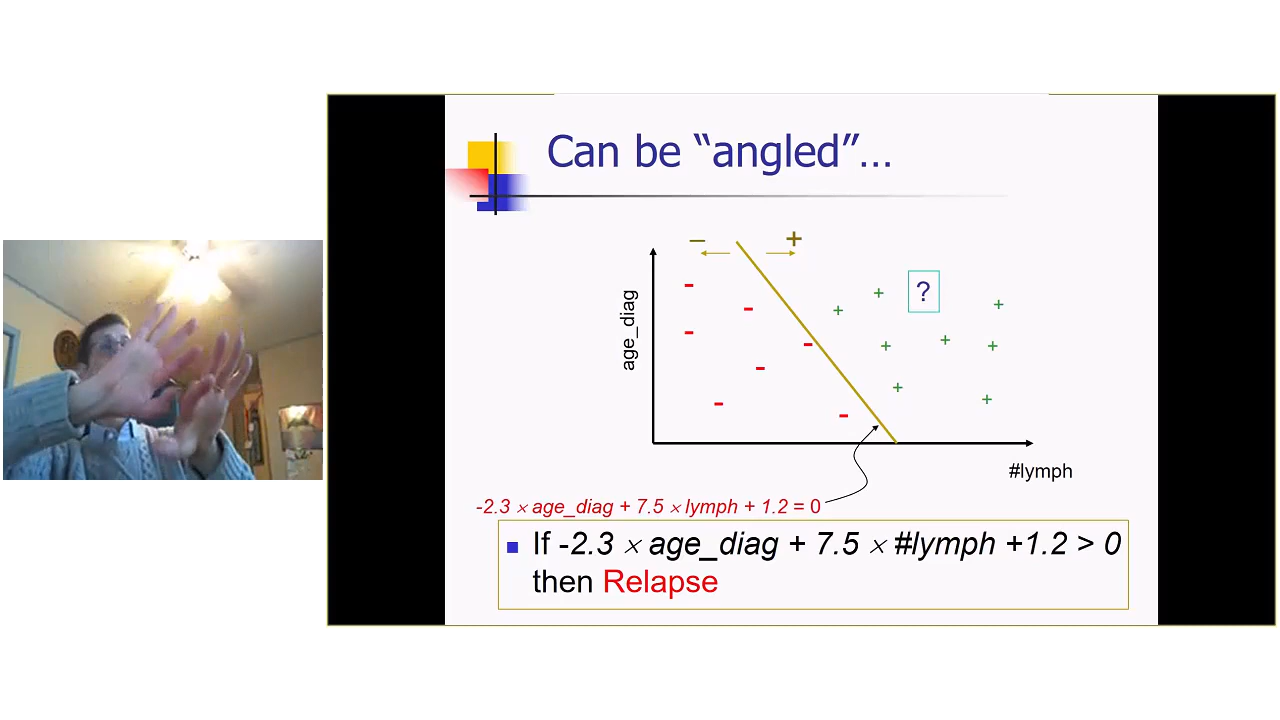 Can be “angled”…
– +
?
age_diag
#lymph
-2.3 × age_diag + 7.5 × lymph + 1.2 = 0
If -2.3 × age_diag + 7.5 × #lymph +1.2 > 0
then Relapse